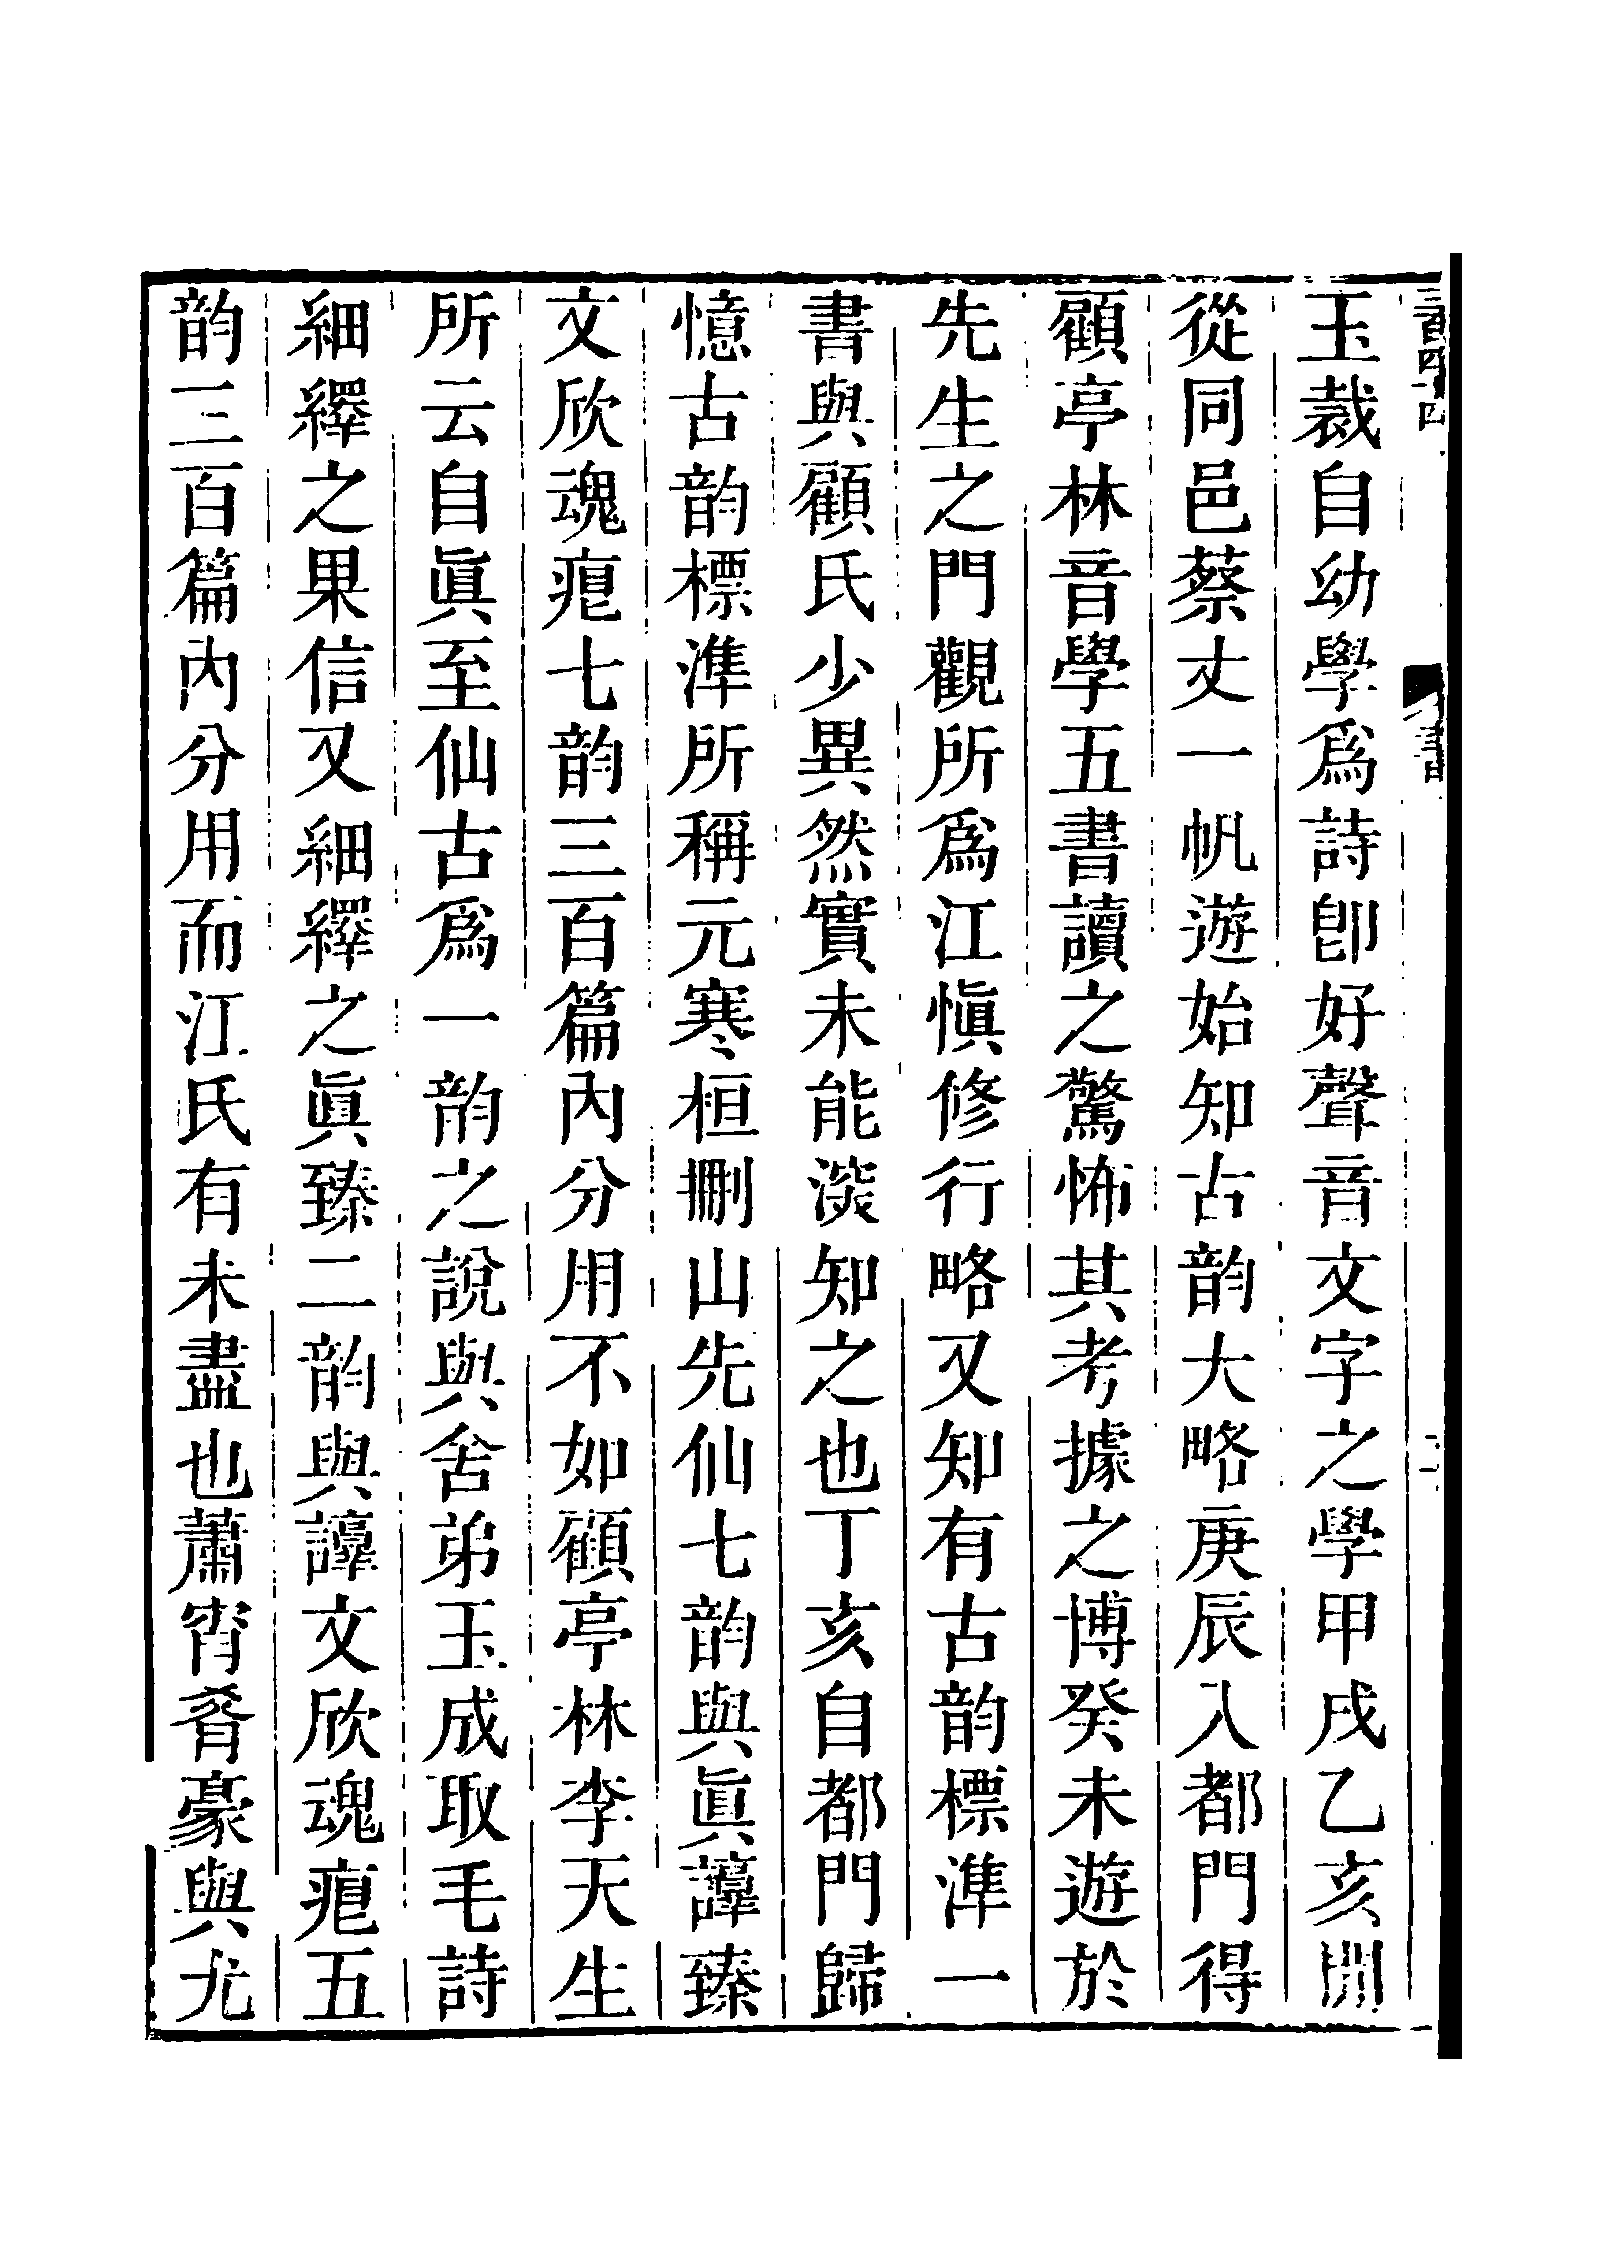 玉裁自幼學爲詩卽好聲音文字之學甲戌乙亥閒
從同邑蔡丈一帆遊始知古韵大略庚辰入都門得
顧亭林音學五書讀之驚怖其考據之博癸未遊於
先生之門觀所爲江慎修行略又知有古韵標準一
書與顧氏少異然實未能深知之也丁亥自都門歸
憶古韵標準所稱元寒桓刪山先仙七韵與眞諄臻
文欣魂痕七韵三百篇內分用不如顧亭林李天生
所云自眞至仙古爲一韵之說與舍弟玉成取毛詩
細繹之果信又細繹之眞臻二韵與諄文欣魂痕五
韵三百篇內分用而江氏有未盡也蕭宵肴豪與尤